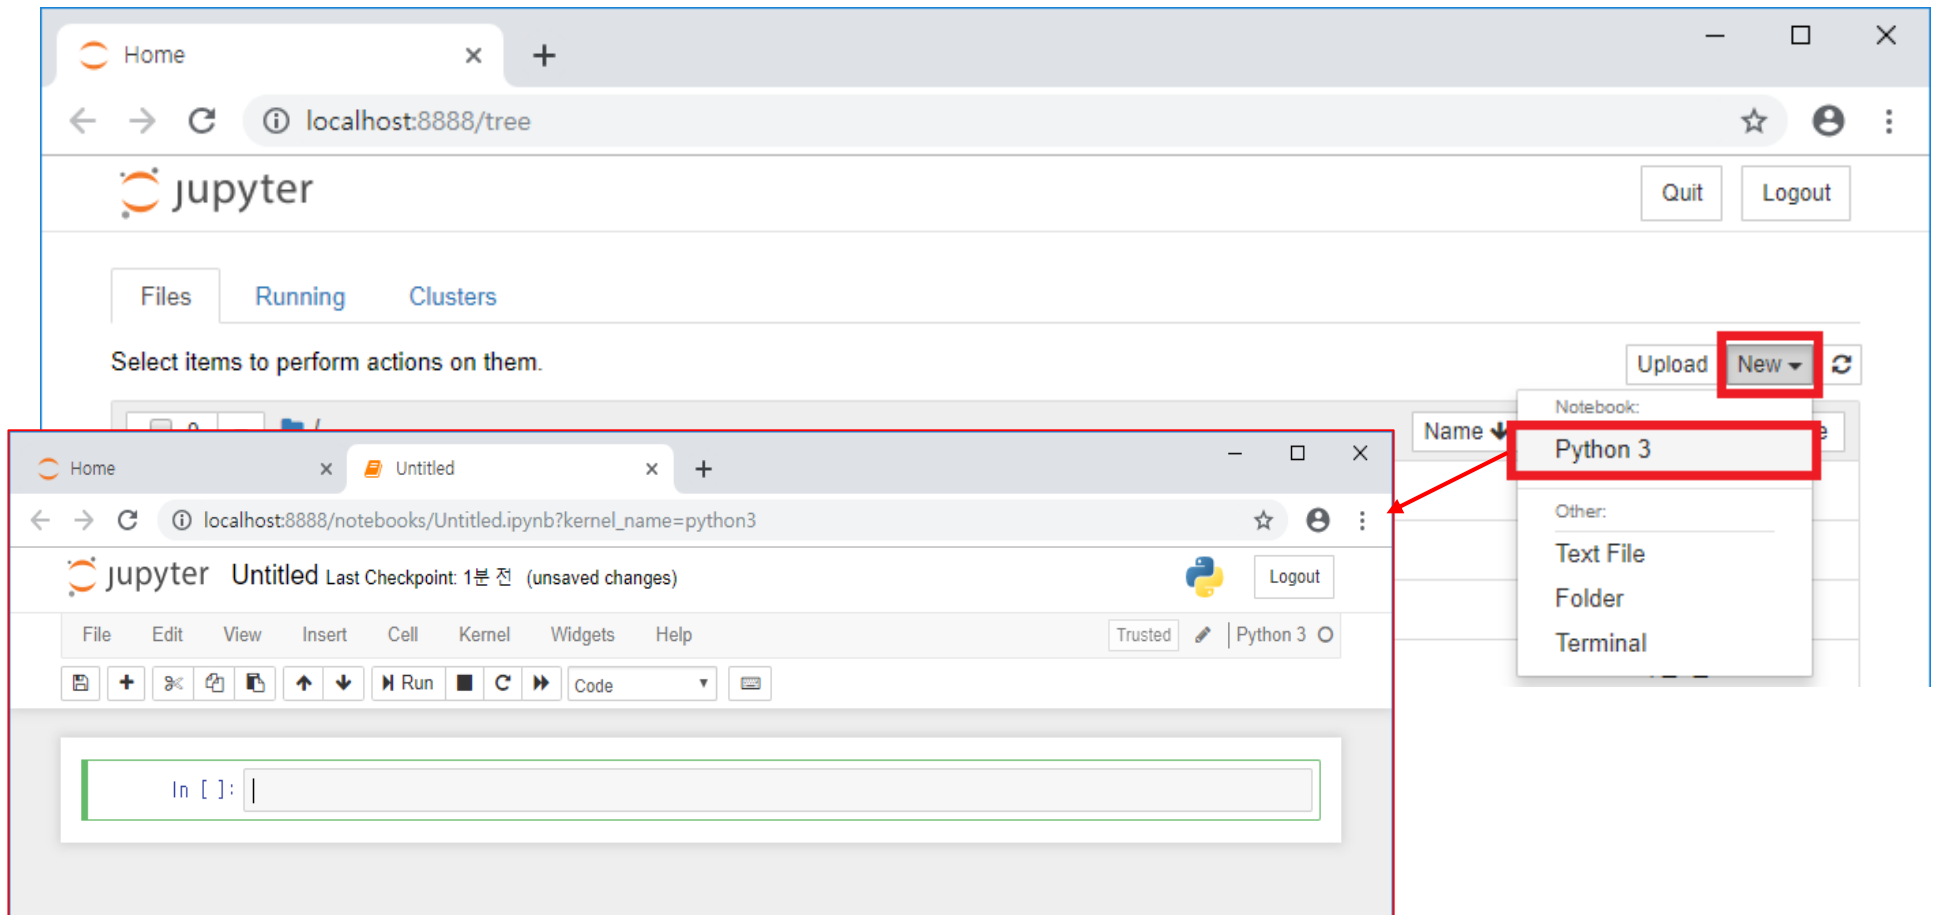 Home
localhost:8888/tree
jupyter
Quit Logout
Files Running Clusters
Select items to perform actions on them.
Upload New
Notebook:
Name
Python 3
Other:
Text File
Folder
Terminal
Home Untitled
localhost:8888/notebooks/Untitled.ipynb?kernel_name=python3
jupyter Untitled Last Checkpoint: 1분 전 (unsaved changes)
Logout
File Edit View Insert Cell Kernel Widgets Help
Trusted Python 3
Run Code
In [ ]: